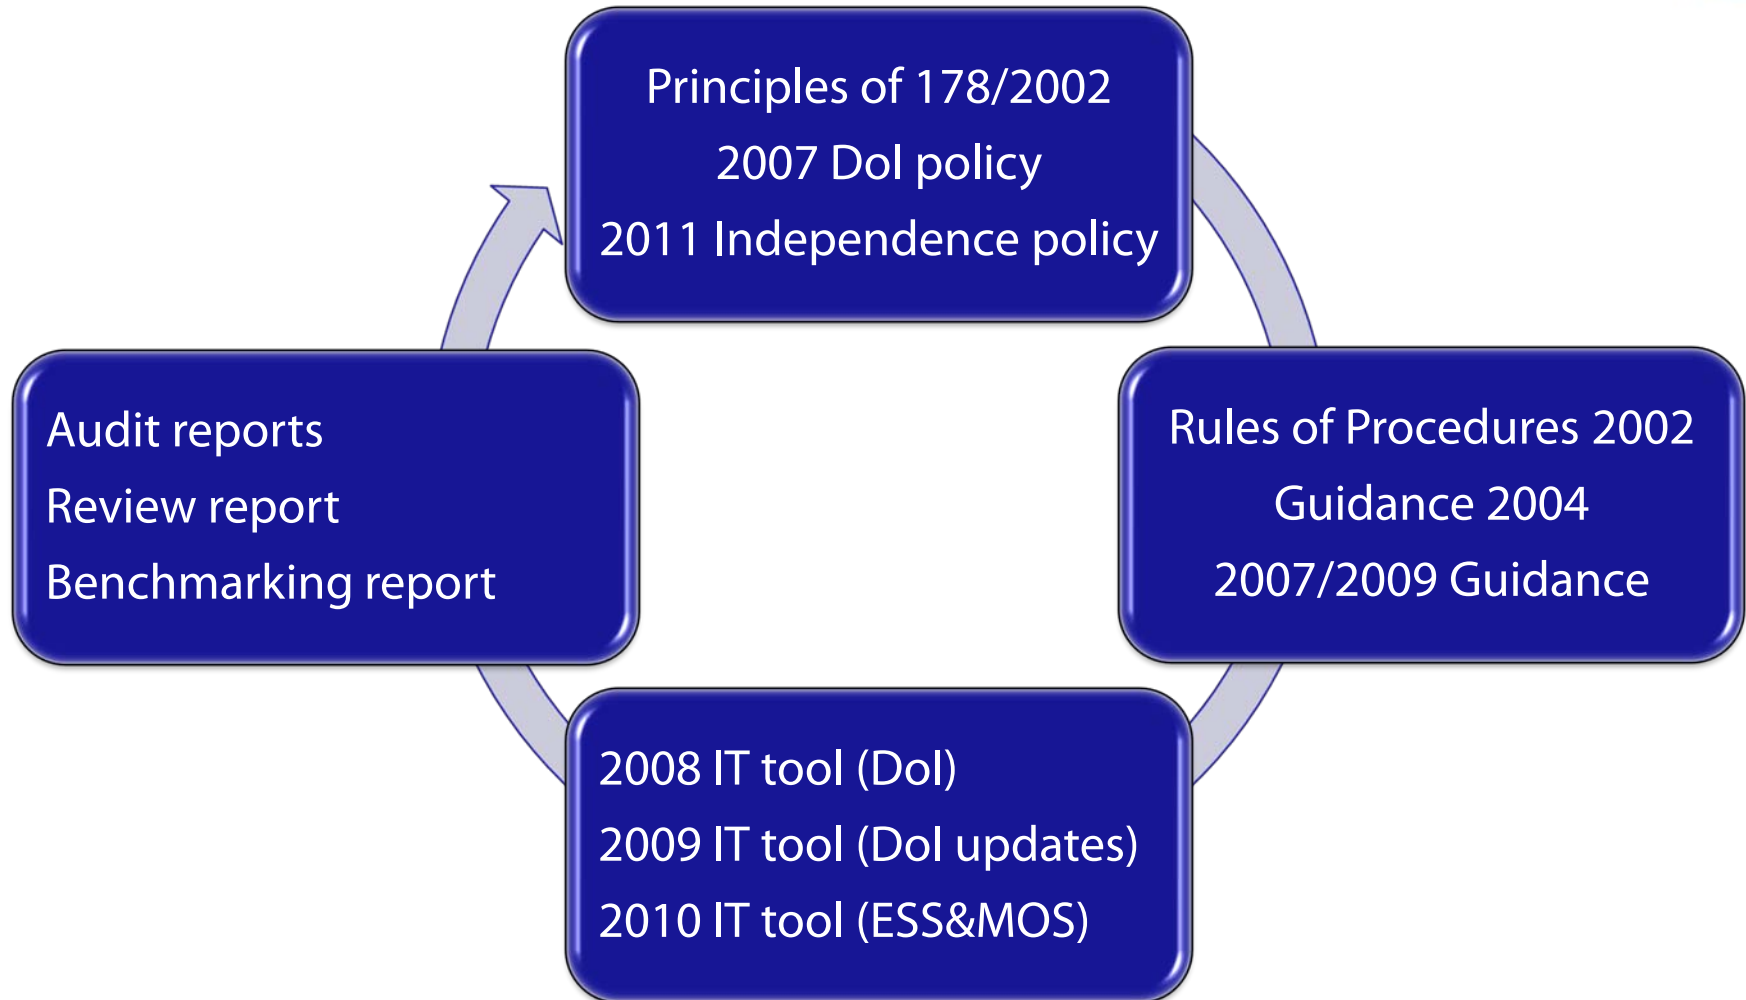 Principles of 178/2002
2007 DoI policy
2011 Independence policy
Rules of Procedures 2002
Guidance 2004
2007/2009 Guidance
2008 IT tool (DoI)
2009 IT tool (DoI updates)
2010 IT tool (ESS&MOS)
Audit reports
Review report
Benchmarking report